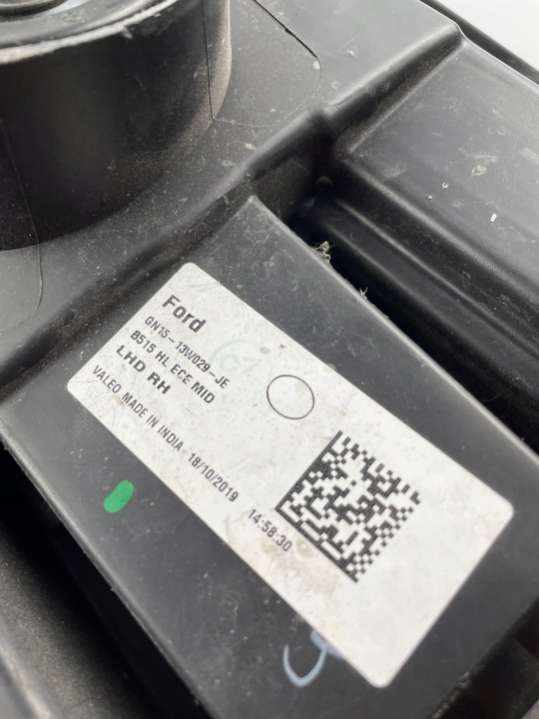 Ford
GN15-13W029-JE
B515 HL ECE MID
LHD RH
VALEO MADE IN INDIA 18/10/2019 14:58:30